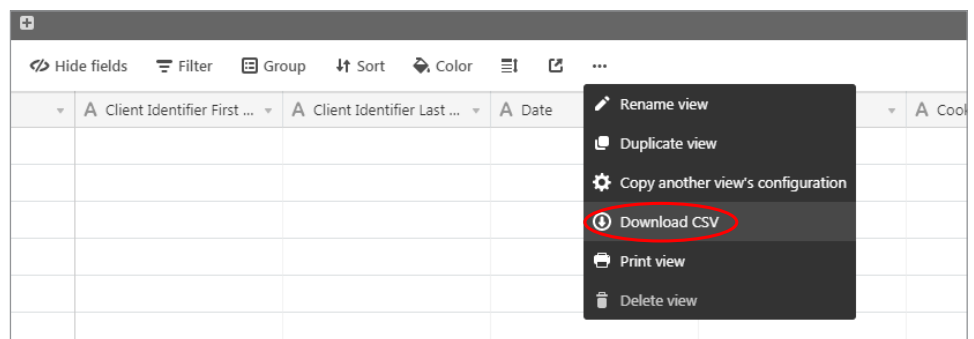 Hide fields Filter Group Sort Color ...
A Client Identifier First ... A Client Identifier Last ... A Date A Cook
Rename view
Duplicate view
Copy another view's configuration
Download CSV
Print view
Delete view